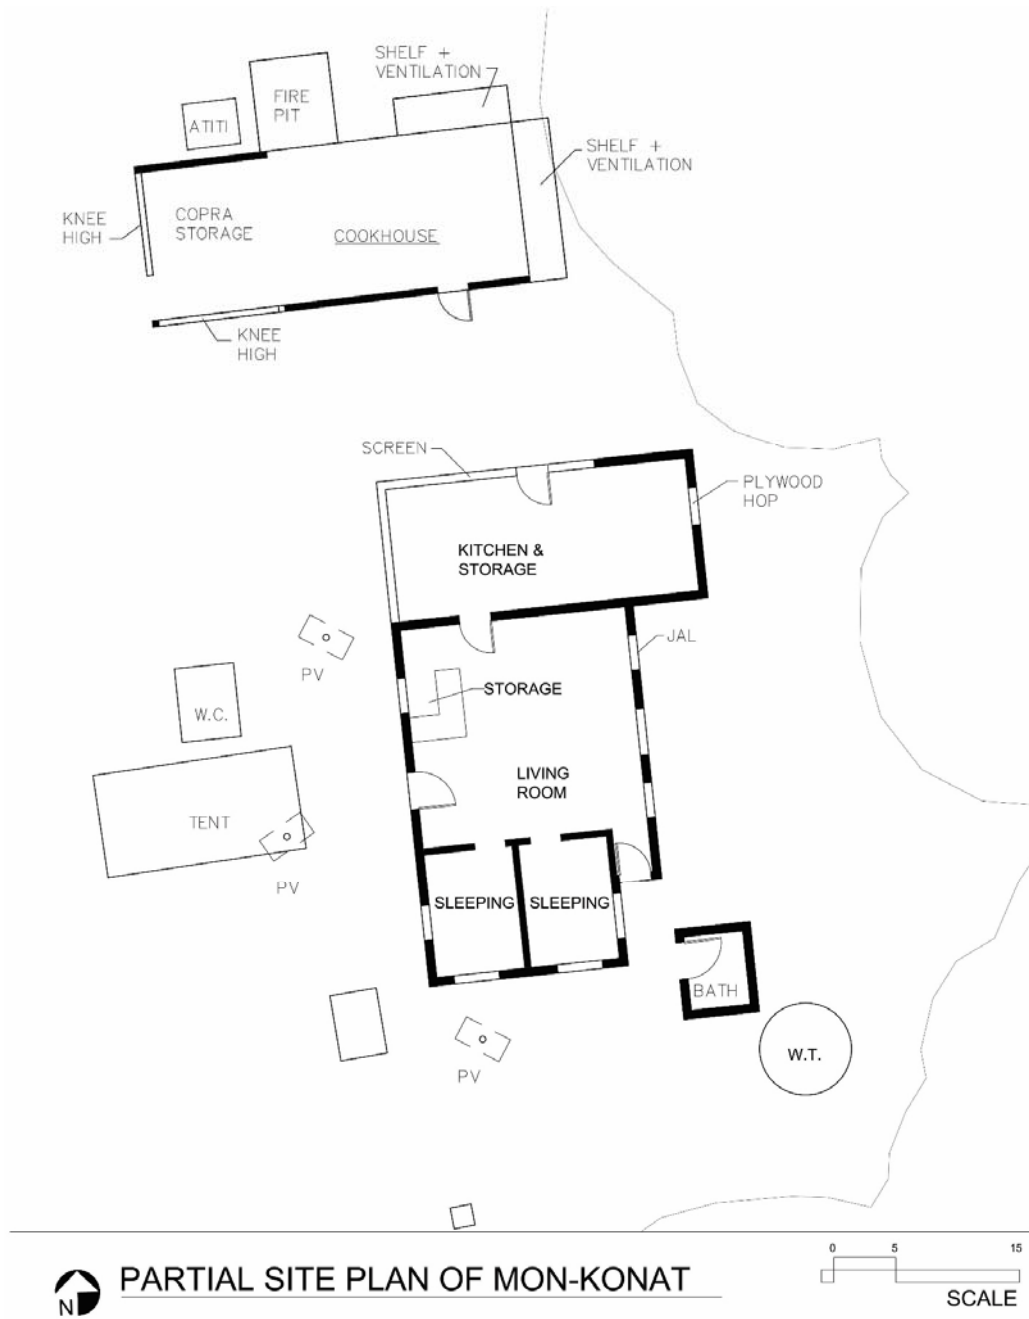 SHELF +
VENTILATION
FIRE
PIT
ATITI
SHELF +
VENTILATION
KNEE
HIGH
COPRA
STORAGE
COOKHOUSE
KNEE
HIGH
SCREEN
PLYWOOD
HOP
KITCHEN &
STORAGE
JAL
PV
STORAGE
W.C.
LIVING
ROOM
TENT
PV
SLEEPING
SLEEPING
BATH
W.T.
PV
0 5 15
N
PARTIAL SITE PLAN OF MON-KONAT
SCALE